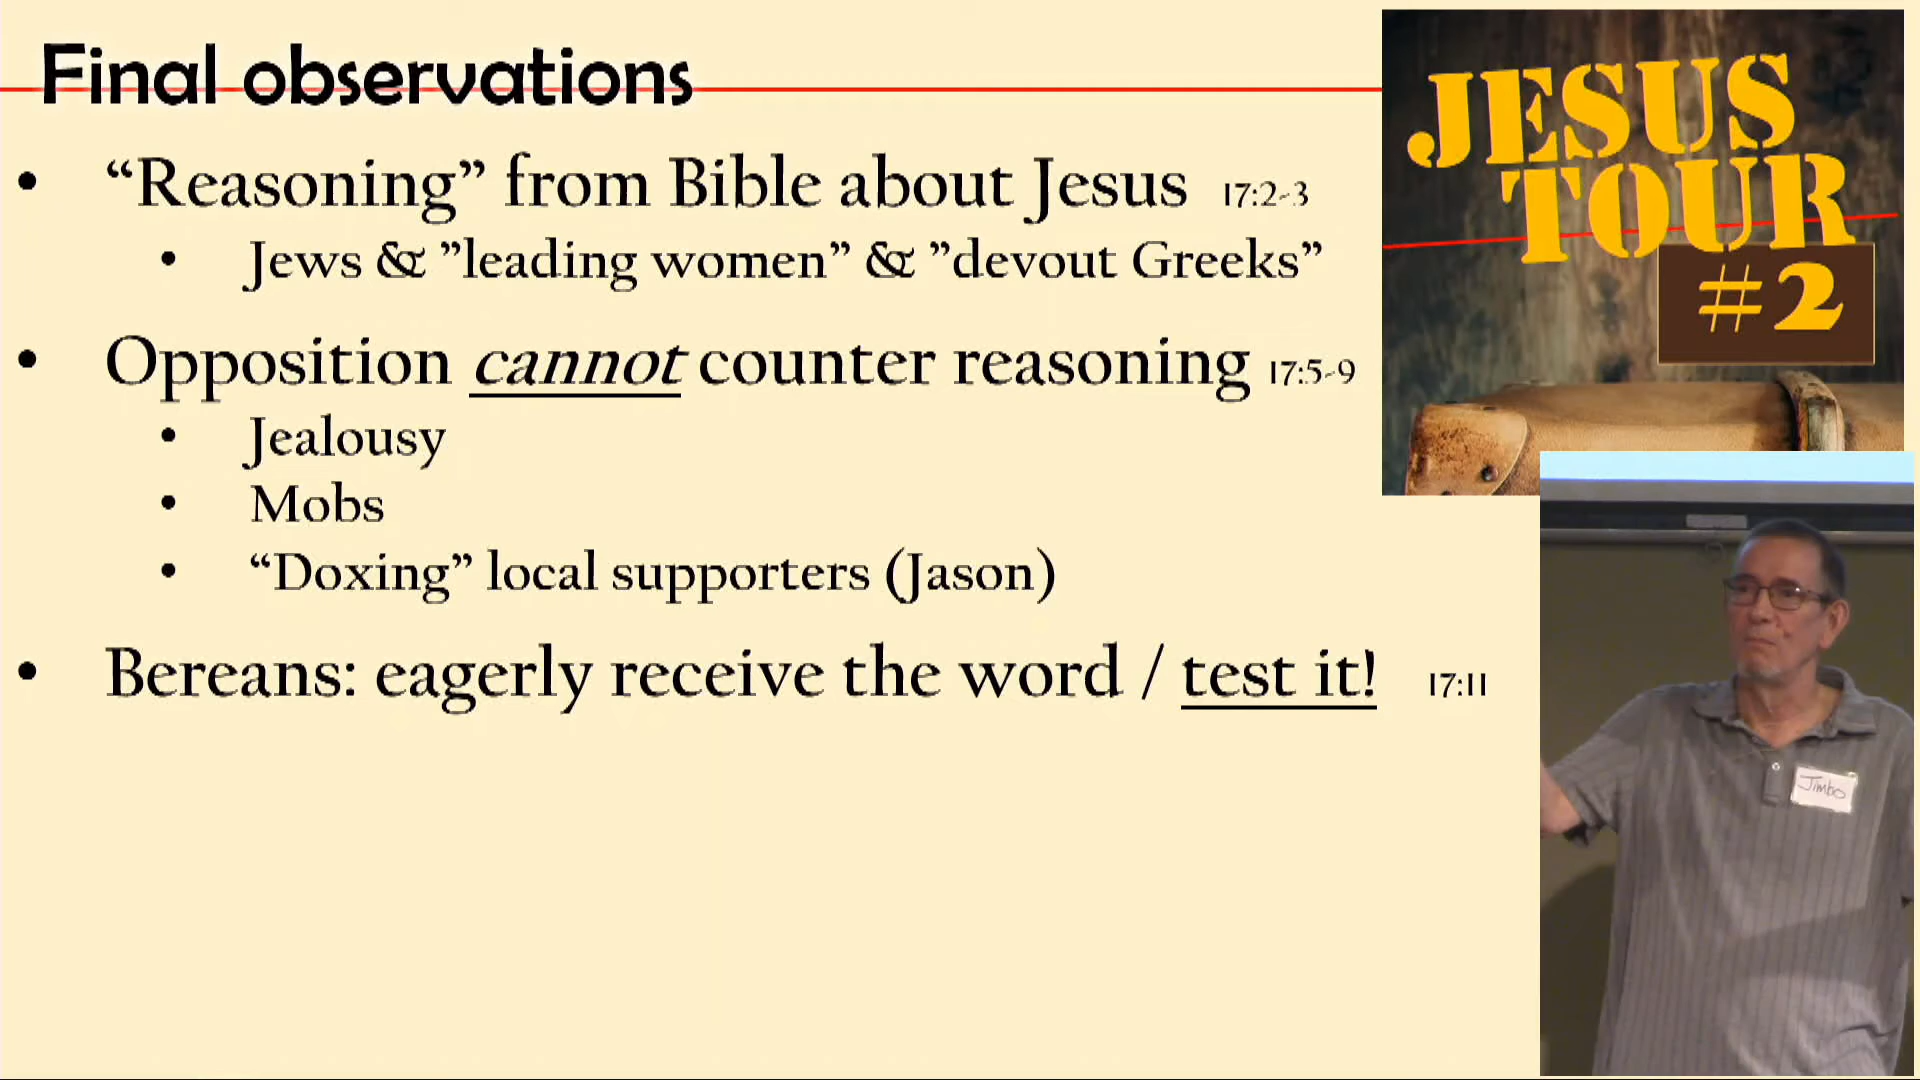 Final observations
• “Reasoning” from Bible about Jesus 17:2-3
• Jews & ”leading women” & ”devout Greeks”
• Opposition cannot counter reasoning 17:5-9
• Jealousy
• Mobs
• “Doxing” local supporters (Jason)
• Bereans: eagerly receive the word / test it! 17:11
JESUS
TOUR
#2
Jimbo